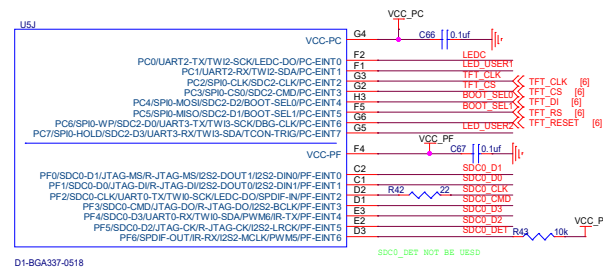 VCC_PC
U5J
VCC-PC G4 C66 0.1uf
PC0/UART2-TX/TWI2-SCK/LEDC-DO/PC-EINT0 F2 LEDC
PC1/UART2-RX/TWI2-SDA/PC-EINT1 F1 LED_USER1
PC2/SPI0-CLK/SDC2-CLK/PC-EINT2 G3 TFT_CLK TFT_CLK [6]
PC3/SPI0-CS0/SDC2-CMD/PC-EINT3 G2 TFT_CS TFT_CS [6]
PC4/SPI0-MOSI/SDC2-D2/BOOT-SEL0/PC-EINT4 H3 BOOT_SEL0 TFT_DI [6]
PC5/SPI0-MISO/SDC2-D1/BOOT-SEL1/PC-EINT5 F5 BOOT_SEL1 TFT_RS [6]
PC6/SPI0-WP/SDC2-D0/UART3-TX/TWI3-SCK/DBG-CLK/PC-EINT6 G6 TFT_RESET [6]
PC7/SPI0-HOLD/SDC2-D3/UART3-RX/TWI3-SDA/TCON-TRIG/PC-EINT7 G5 LED_USER2
VCC_PF
VCC-PF F4 C67 0.1uf
PF0/SDC0-D1/JTAG-MS/R-JTAG-MS/I2S2-DOUT1/I2S2-DIN0/PF-EINT0 C2 SDC0_D1
PF1/SDC0-D0/JTAG-DI/R-JTAG-DI/I2S2-DOUT0/I2S2-DIN1/PF-EINT1 C1 SDC0_D0
PF2/SDC0-CLK/UART0-TX/TWI0-SCK/LEDC-DO/SPDIF-IN/PF-EINT2 D2 R42 22 SDC0_CLK
PF3/SDC0-CMD/JTAG-DO/R-JTAG-DO/I2S2-BCLK/PF-EINT3 D1 SDC0_CMD
PF4/SDC0-D3/UART0-RX/TWI0-SDA/PWM6/IR-TX/PF-EINT4 E3 SDC0_D3
PF5/SDC0-D2/JTAG-CK/R-JTAG-CK/I2S2-LRCK/PF-EINT5 E2 SDC0_D2
PF6/SPDIF-OUT/IR-RX/I2S2-MCLK/PWM5/PF-EINT6 D3 SDC0_DET R43 10k VCC_P
SDC0_DET NOT BE UESD
D1-BGA337-0518